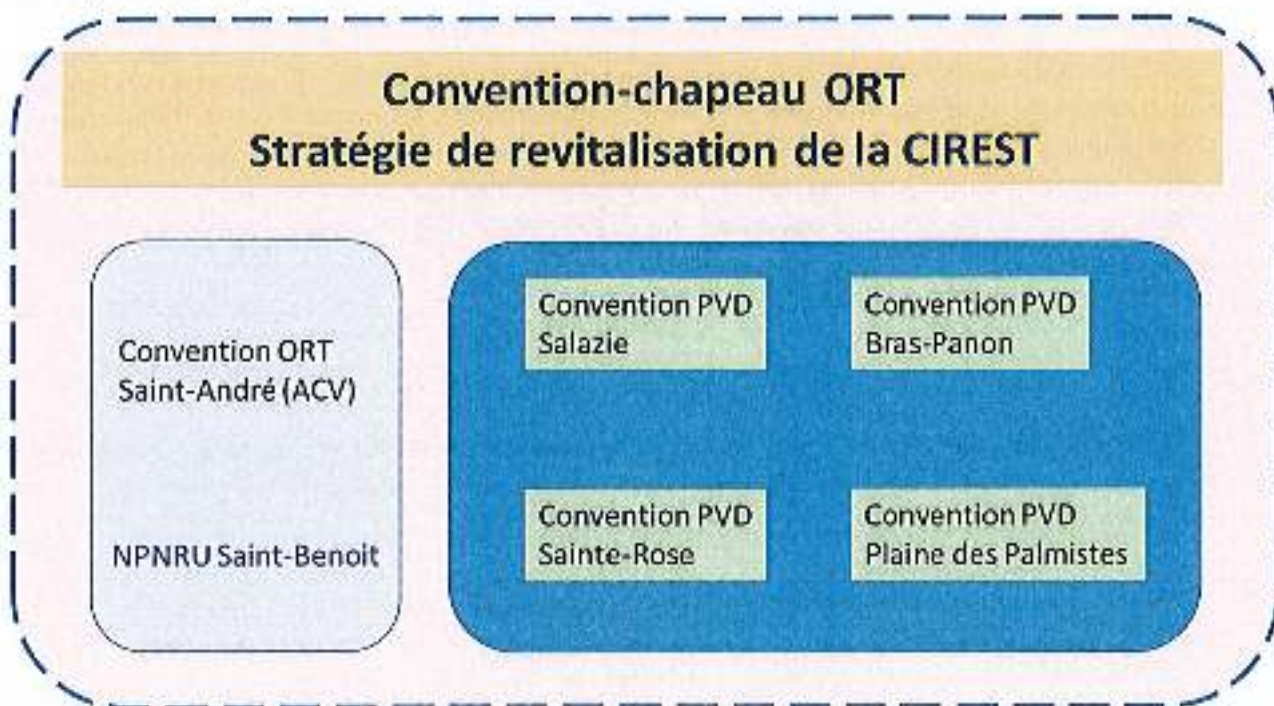 Convention-chapeau ORT
Stratégie de revitalisation de la CIREST
Convention ORT
Saint-André (ACV)
NPNRU Saint-Benoit
Convention PVD
Salazie
Convention PVD
Bras-Panon
Convention PVD
Sainte-Rose
Convention PVD
Plaine des Palmistes